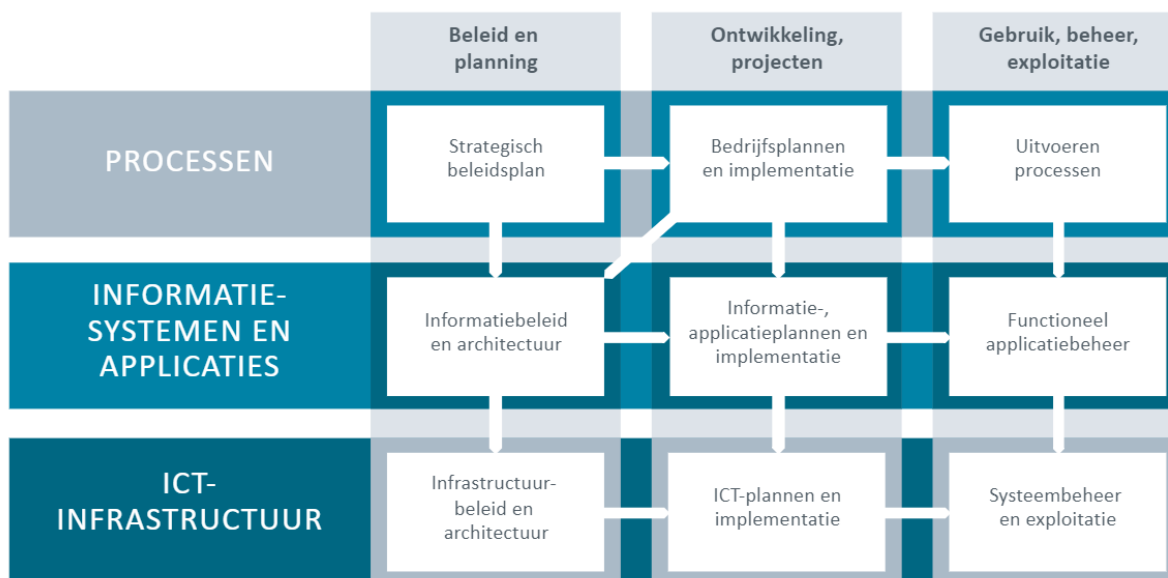 Beleid en
planning
Ontwikkeling,
projecten
Gebruik, beheer,
exploitatie
PROCESSEN
Strategisch
beleidsplan
Bedrijfsplannen
en implementatie
Uitvoeren
processen
INFORMATIE-
SYSTEMEN EN
APPLICATIES
Informatiebeleid
en architectuur
Informatie-,
applicatieplannen en
implementatie
Functioneel
applicatiebeheer
ICT-
INFRASTRUCTUUR
Infrastructuur-
beleid en
architectuur
ICT-plannen en
implementatie
Systeembeheer
en exploitatie